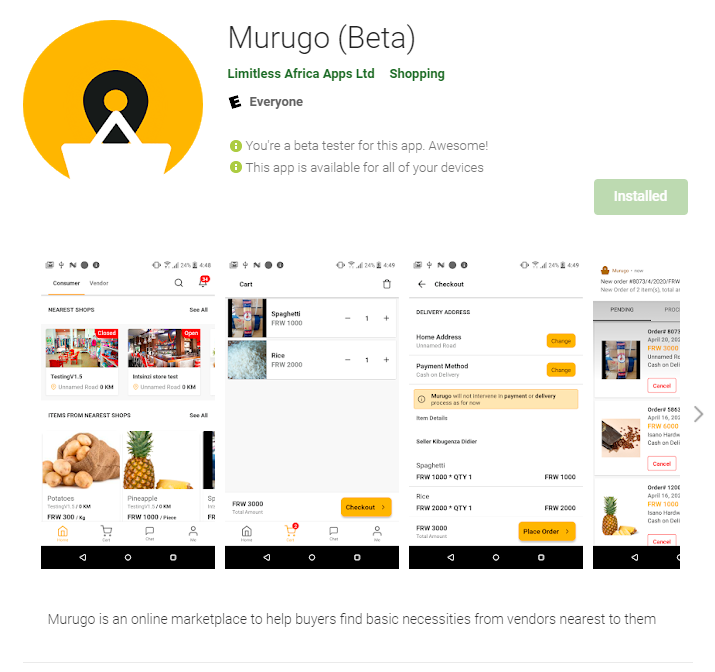 Murugo (Beta)
Limitless Africa Apps Ltd Shopping
Everyone
You're a beta tester for this app. Awesome!
This app is available for all of your devices
Installed
24% 4:48
Consumer Vendor
34
NEAREST SHOPS See All
Closed
Open
TestingV1.5
Unnamed Road 0 KM
Intsinzi store test
Unnamed Road 0 KM
ITEMS FROM NEAREST SHOPS See All
Potatoes
TestingV1.5 / 0 KM
FRW 300 / Kg
Pineapple
TestingV1.5 / 0 KM
FRW 1000 / Piece
Home Cart Chat Me
24% 4:49
Cart
Spaghetti
FRW 1000
− 1 +
Rice
FRW 2000
− 1 +
FRW 3000
Total Amount
Checkout
2
Home Cart Chat Me
24% 4:49
Checkout
DELIVERY ADDRESS
Home Address
Unnamed Road
Change
Payment Method
Cash on Delivery
Change
Murugo will not intervene in payment or delivery
process as for now
Item Details
Seller Kibugenza Didier
Spaghetti
FRW 1000 * QTY 1 FRW 1000
Rice
FRW 2000 * QTY 1 FRW 2000
FRW 3000
Total Amount
Place Order
Murugo • now
New order #8073/4/2020/FRW
New Order of 2 item(s), total am
PENDING PROC
Order# 8073
April 20, 202
FRW 3000
Unnamed R
Cash on Deli
Cancel
Order# 5863
April 16, 202
FRW 6000
Isano Hardw
Cash on Deli
Cancel
Order# 1200
April 16, 202
FRW 1000
Isano Hardw
Cash on Deli
Cancel
Murugo is an online marketplace to help buyers find basic necessities from vendors nearest to them